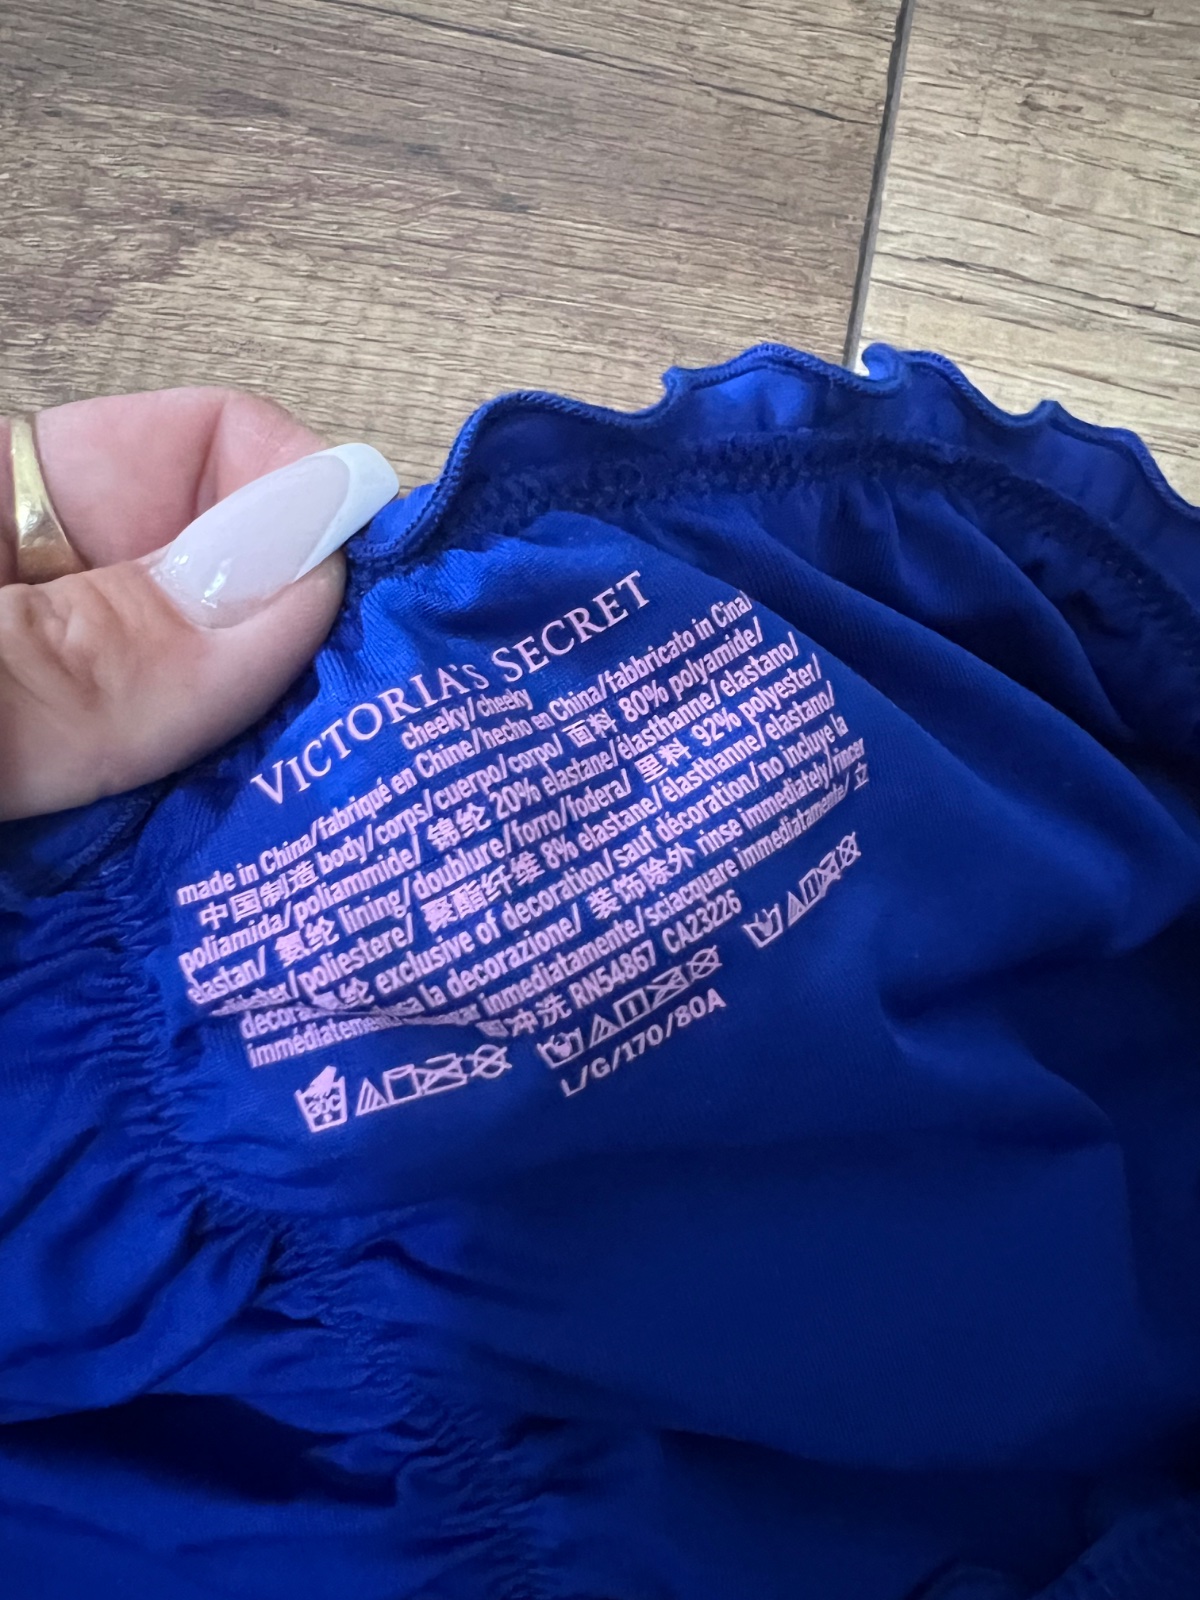 VICTORIA'S SECRET
cheeky/cheeky
made in China/fabriqué en Chine/hecho en China/fabbricato in Cina/
中国制造 body/corps/cuerpo/corpo/ 面料 80% polyamide/
poliamida/poliammide/ 锦纶 20% elastane/élasthanne/elastano/
elastan/ 氨纶 lining/doublure/forro/fodera/ 里料 92% polyester/
/poliestere/ 聚酯纤维 8% elastane/élasthanne/elastano/
纶 exclusive of decoration/sauf décoration/no incluye la
la decorazione/ 装饰除外 rinse immediately/rincer
inmediatamente/sciacquare immediatamente/ 立
冲洗 RN54867 CA23226
30C
L/G/170/80A